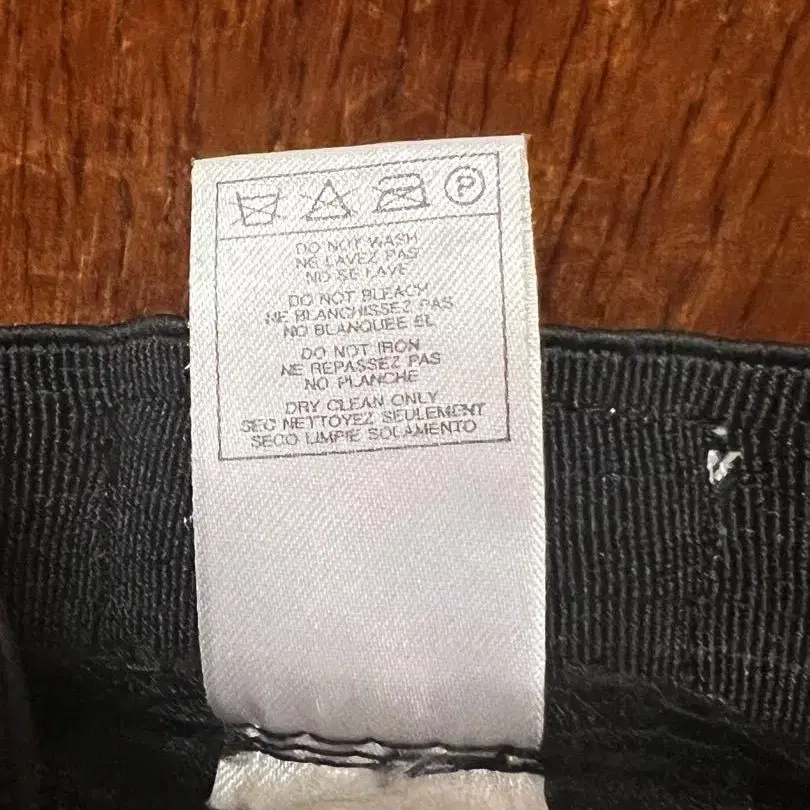 P
DO NOT WASH
NE LAVEZ PAS
NO SE LAVE
DO NOT BLEACH
NE BLANCHISSEZ PAS
NO BLANQUEE EL
DO NOT IRON
NE REPASSEZ PAS
NO PLANCHE
DRY CLEAN ONLY
SEC NETTOYEZ SEULEMENT
SECO LIMPIE SOLAMENTO